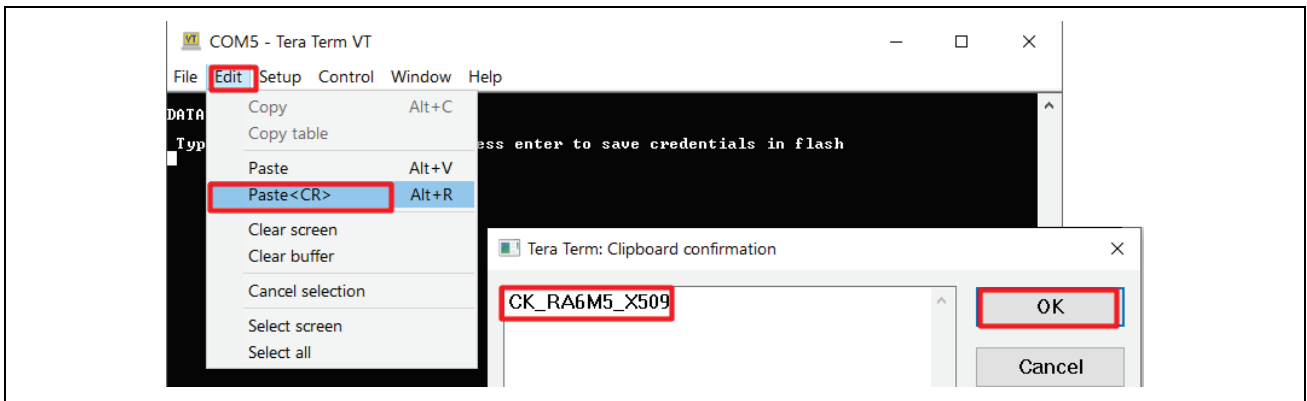 COM5 - Tera Term VT
File Edit Setup Control Window Help
DATA
Typ
ess enter to save credentials in flash
Copy Alt+C
Copy table
Paste Alt+V
Paste<CR> Alt+R
Clear screen
Clear buffer
Cancel selection
Select screen
Select all
Tera Term: Clipboard confirmation
CK_RA6M5_X509
OK
Cancel